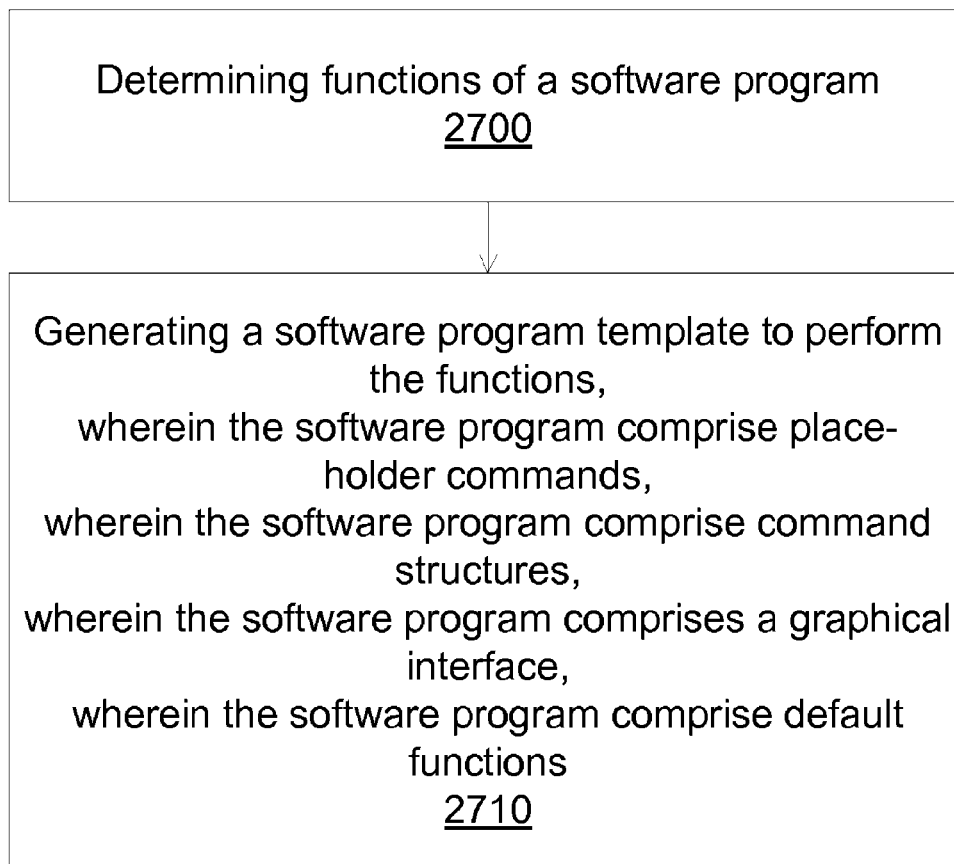 Determining functions of a software program
2700
Generating a software program template to perform
the functions,
wherein the software program comprise place-
holder commands,
wherein the software program comprise command
structures,
wherein the software program comprises a graphical
interface,
wherein the software program comprise default
functions
2710